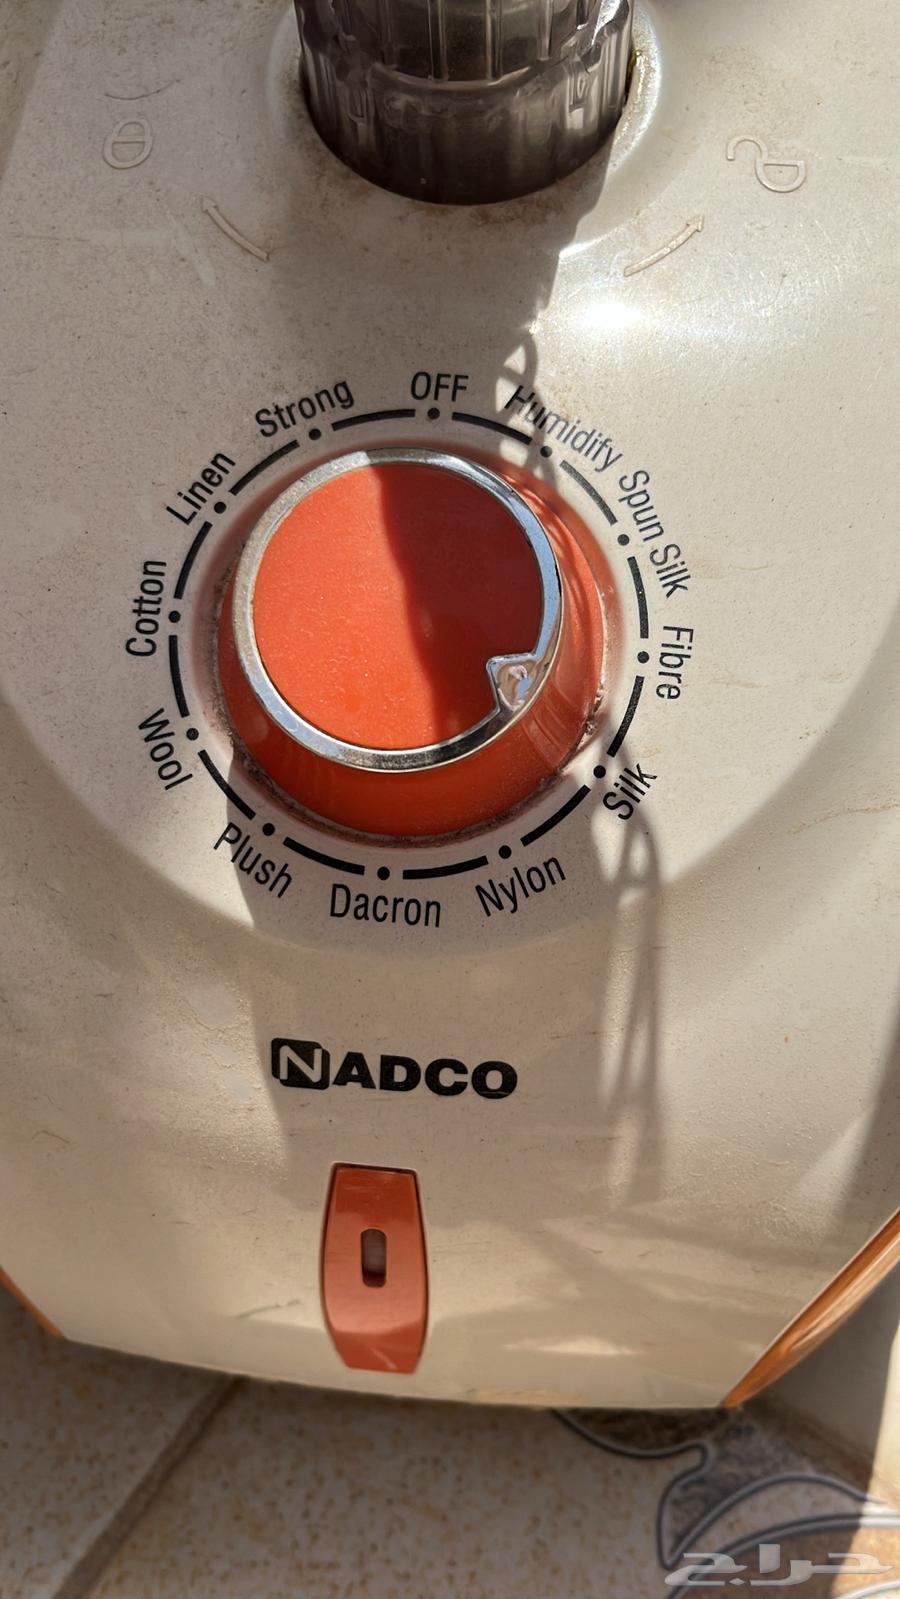 OFF
Humidify
Spun Silk
Fibre
Silk
Nylon
Dacron
Plush
Wool
Cotton
Linen
Strong
NADCO
حراج